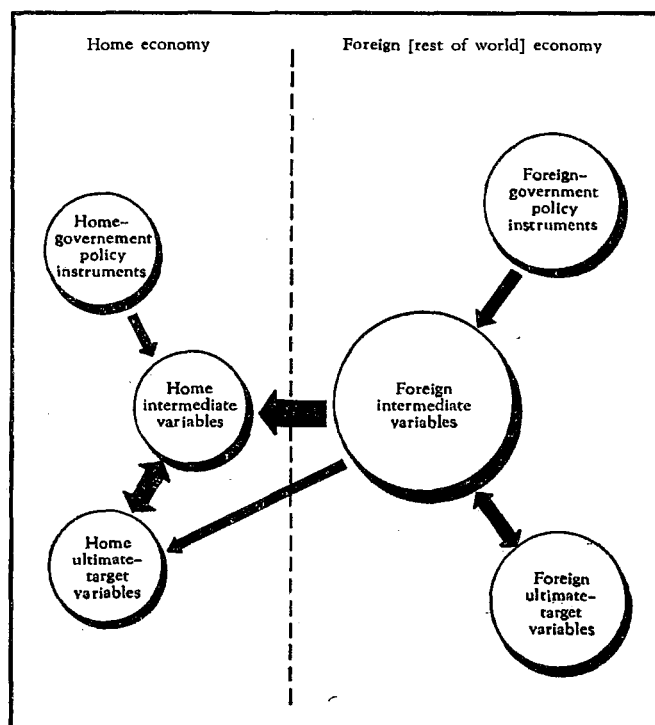 Home economy
Foreign [rest of world] economy
Home–
governement
policy
instruments
Foreign–
government
policy
instruments
Home
intermediate
variables
Foreign
intermediate
variables
Home
ultimate–
target
variables
Foreign
ultimate–
target
variables